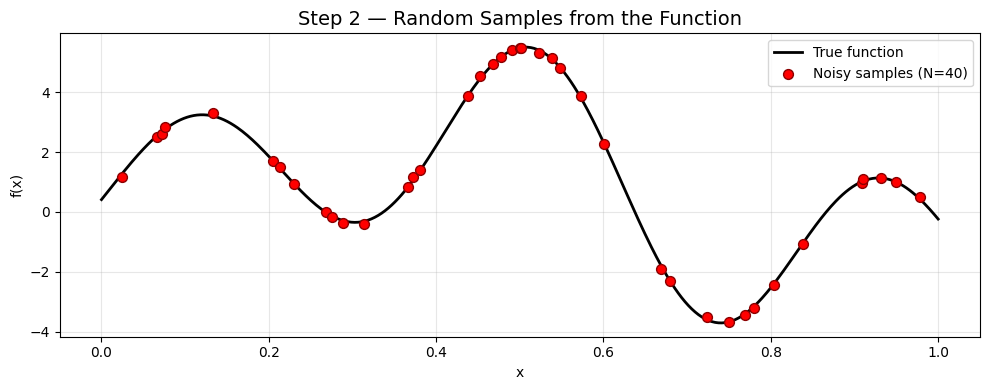 Step 2 — Random Samples from the Function
True function
Noisy samples (N=40)
f(x)
4
2
0
−2
−4
0.0 0.2 0.4 0.6 0.8 1.0
x